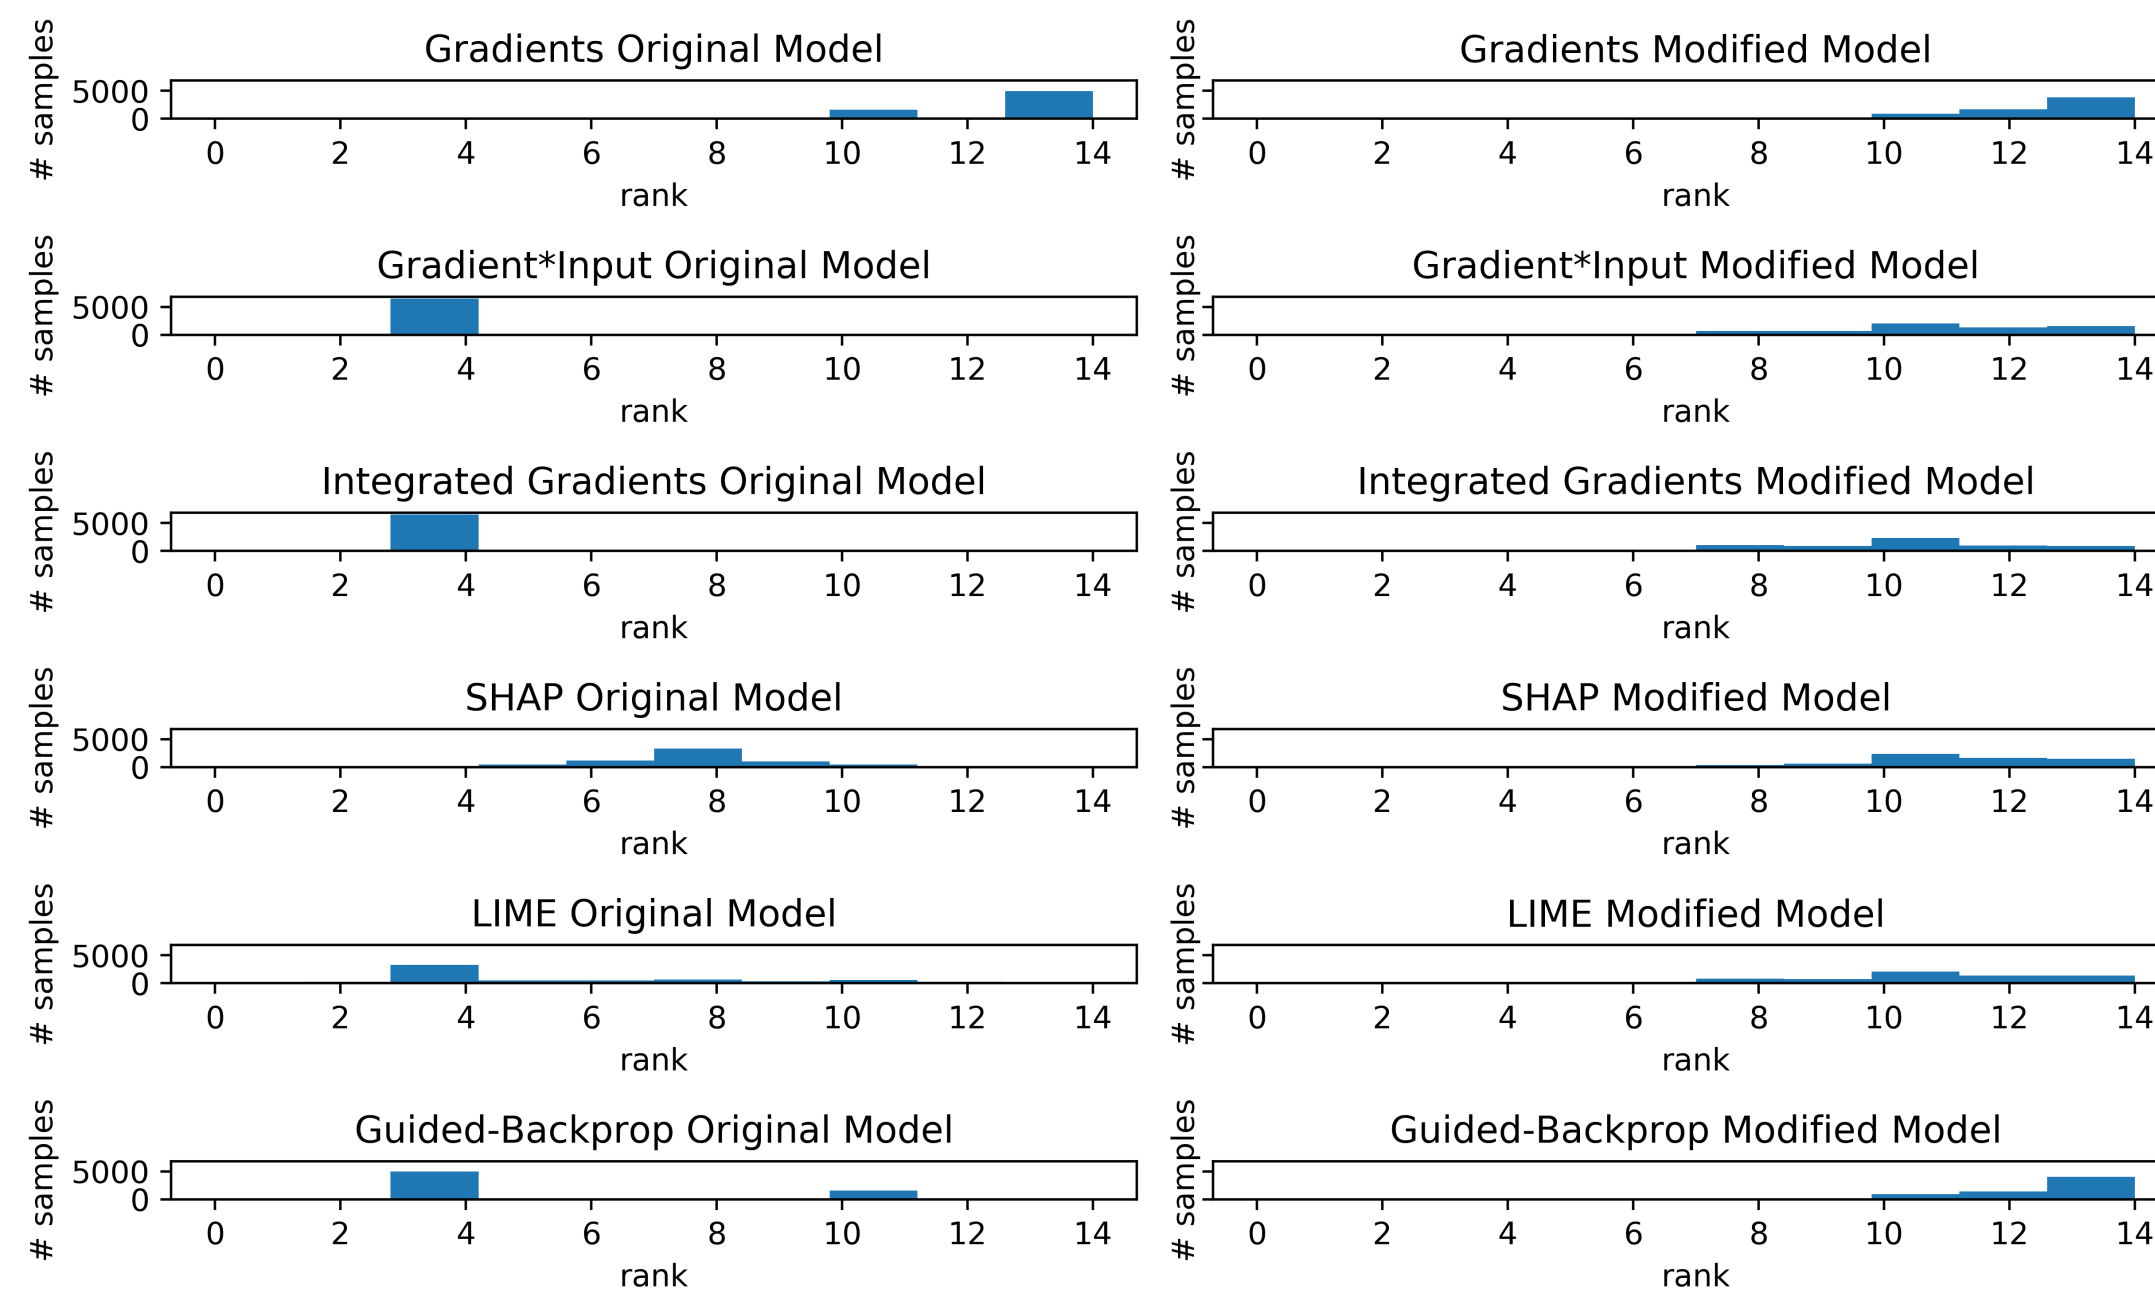 Gradients Original Model
# samples
5000
0
0 2 4 6 8 10 12 14
rank
Gradients Modified Model
# samples
0 2 4 6 8 10 12 14
rank
Gradient*Input Original Model
# samples
5000
0
0 2 4 6 8 10 12 14
rank
Gradient*Input Modified Model
# samples
0 2 4 6 8 10 12 14
rank
Integrated Gradients Original Model
# samples
5000
0
0 2 4 6 8 10 12 14
rank
Integrated Gradients Modified Model
# samples
0 2 4 6 8 10 12 14
rank
SHAP Original Model
# samples
5000
0
0 2 4 6 8 10 12 14
rank
SHAP Modified Model
# samples
0 2 4 6 8 10 12 14
rank
LIME Original Model
# samples
5000
0
0 2 4 6 8 10 12 14
rank
LIME Modified Model
# samples
0 2 4 6 8 10 12 14
rank
Guided-Backprop Original Model
# samples
5000
0
0 2 4 6 8 10 12 14
rank
Guided-Backprop Modified Model
# samples
0 2 4 6 8 10 12 14
rank